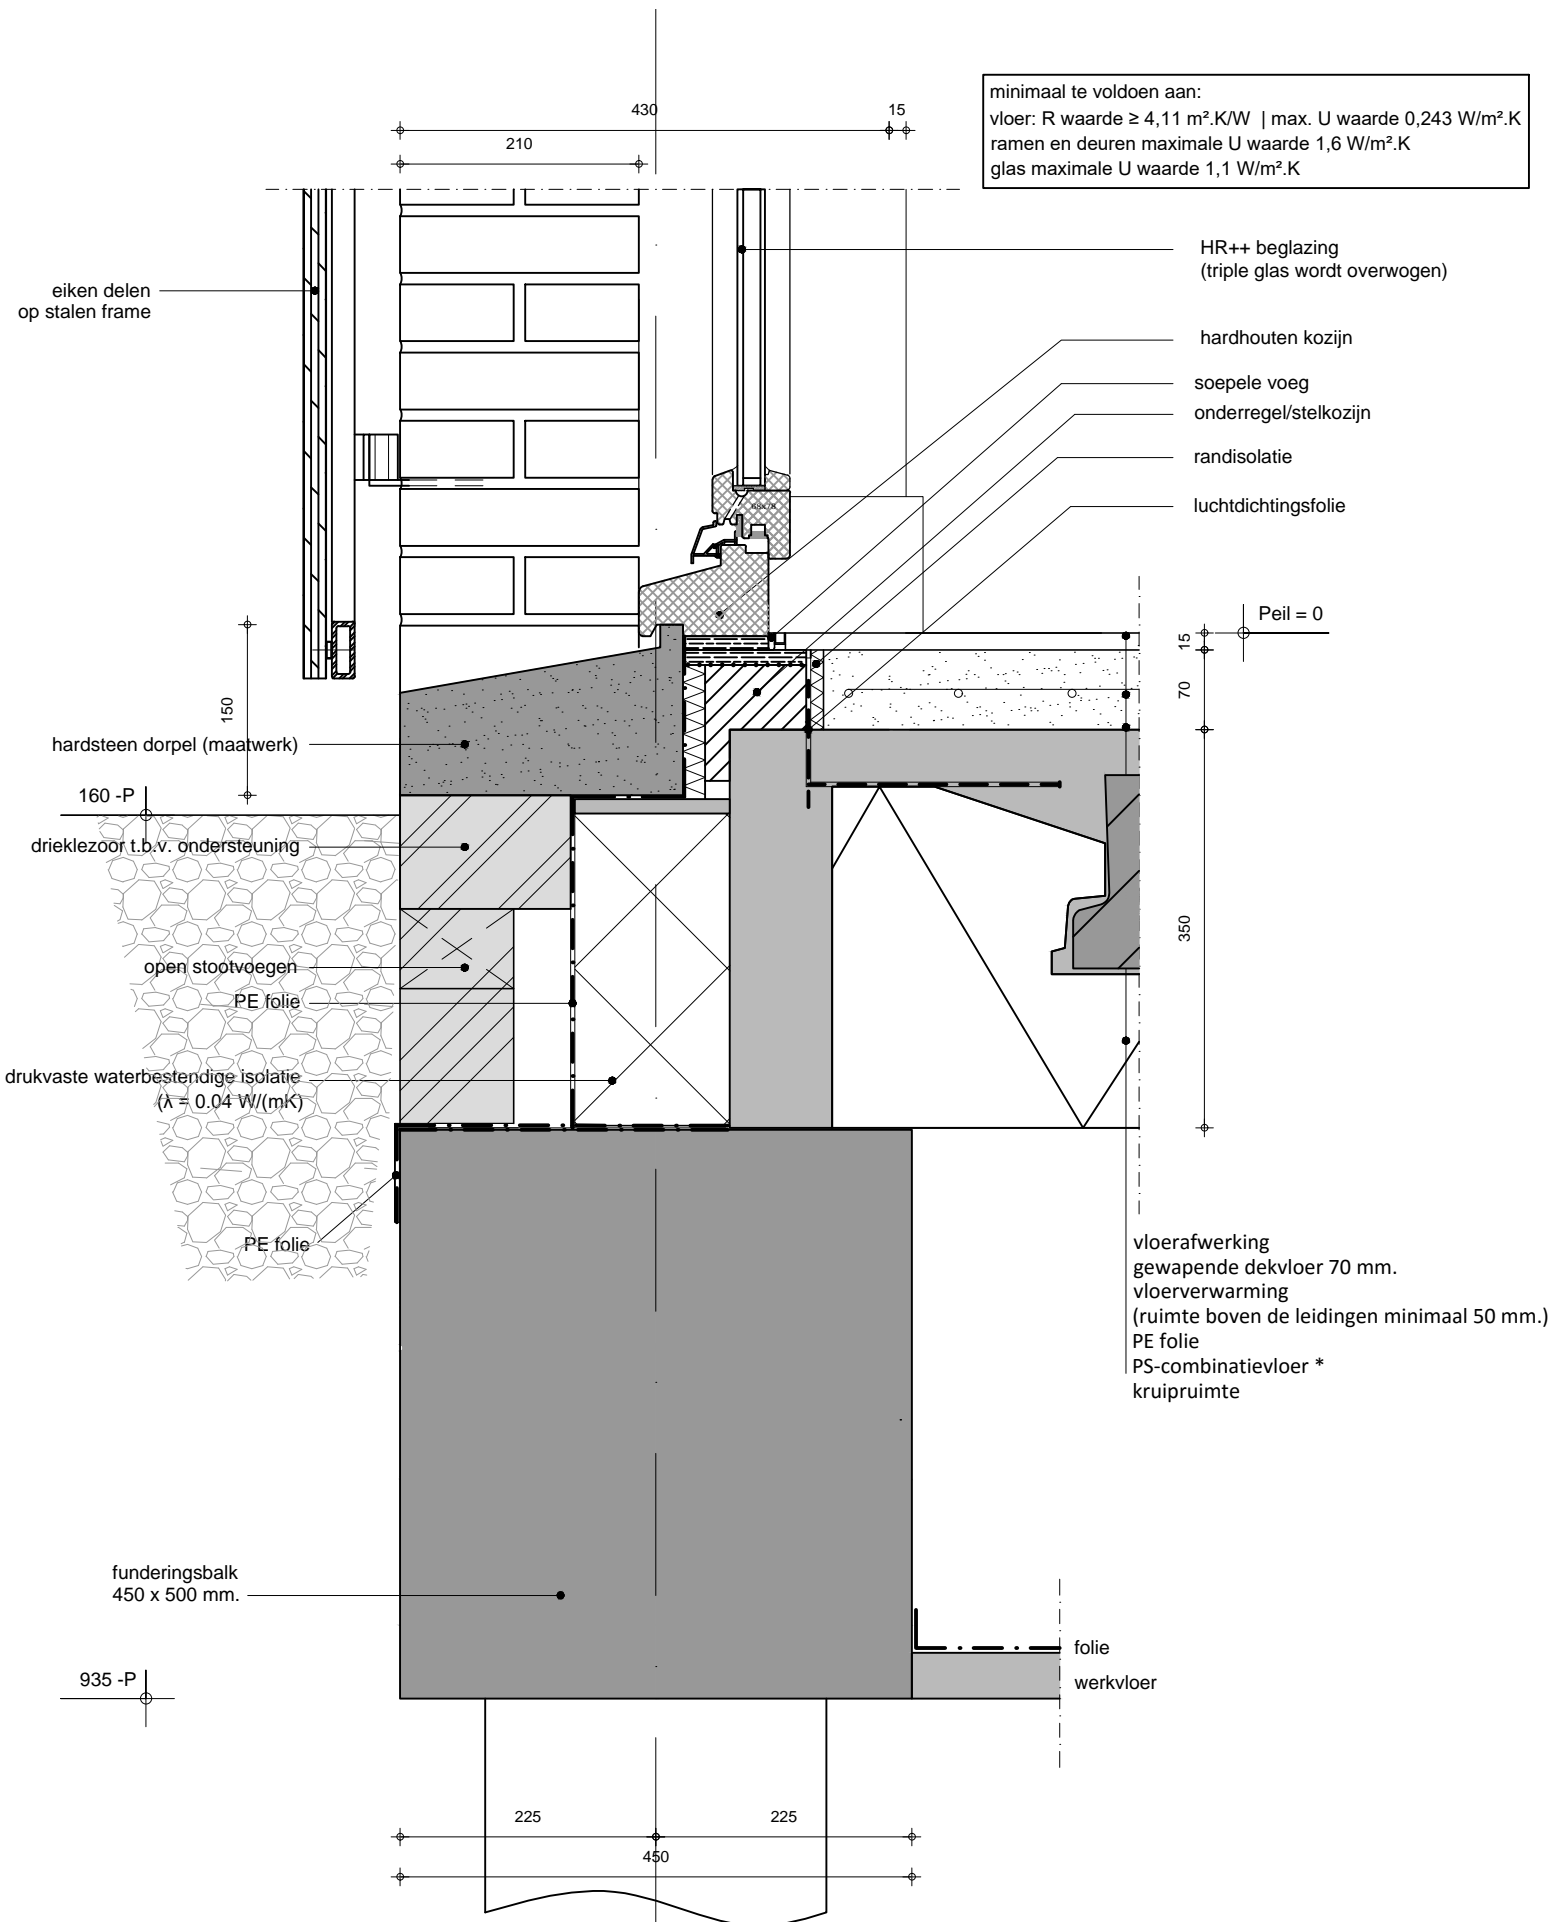 430
15
210
minimaal te voldoen aan:
vloer: R waarde ≥ 4,11 m².K/W | max. U waarde 0,243 W/m².K
ramen en deuren maximale U waarde 1,6 W/m².K
glas maximale U waarde 1,1 W/m².K
HR++ beglazing
(triple glas wordt overwogen)
eiken delen
op stalen frame
hardhouten kozijn
soepele voeg
onderregel/stelkozijn
randisolatie
luchtdichtingsfolie
68x78
Peil = 0
15
70
150
hardsteen dorpel (maatwerk)
160 -P
drieklezoor t.b.v. ondersteuning
350
open stootvoegen
PE folie
drukvaste waterbestendige isolatie
(λ = 0.04 W/(mK)
PE folie
vloerafwerking
gewapende dekvloer 70 mm.
vloerverwarming
(ruimte boven de leidingen minimaal 50 mm.)
PE folie
PS-combinatievloer *
kruipruimte
funderingsbalk
450 x 500 mm.
folie
werkvloer
935 -P
225
225
450